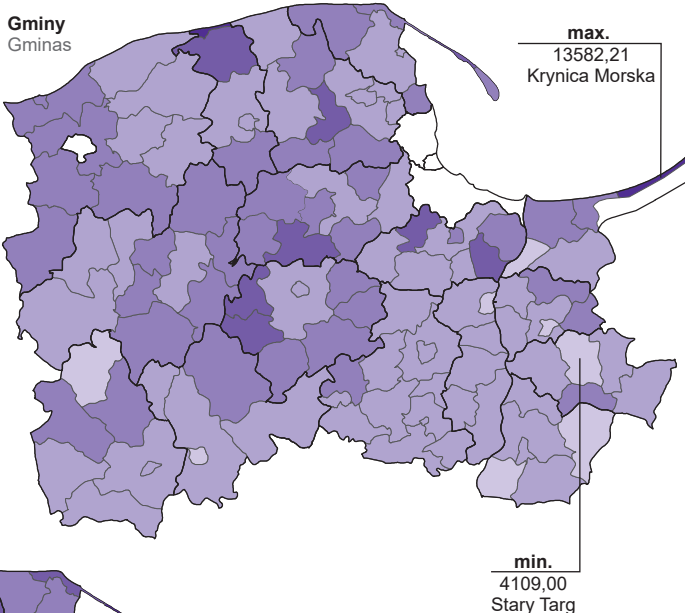 Gminy
Gminas
max.
13582,21
Krynica Morska
min.
4109,00
Stary Targ